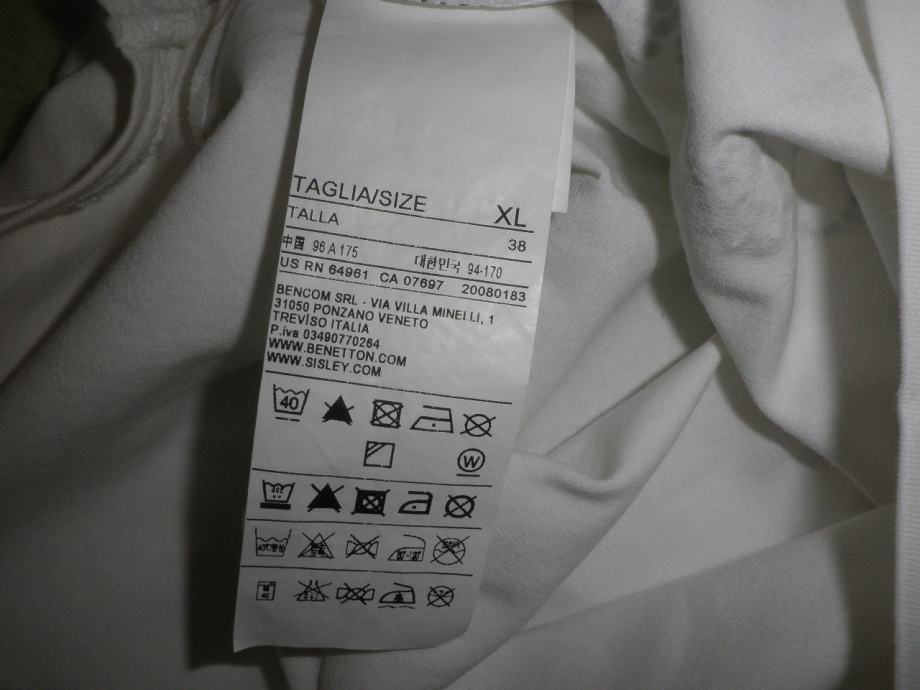 TAGLIA/SIZE XL
TALLA 38
中国 96 A 175 대한민국 94-170
US RN 64961 CA 07697 20080183
BENCOM SRL - VIA VILLA MINELLI, 1
31050 PONZANO VENETO
TREVISO ITALIA
P.iva 03490770264
WWW.BENETTON.COM
WWW.SISLEY.COM
40
W